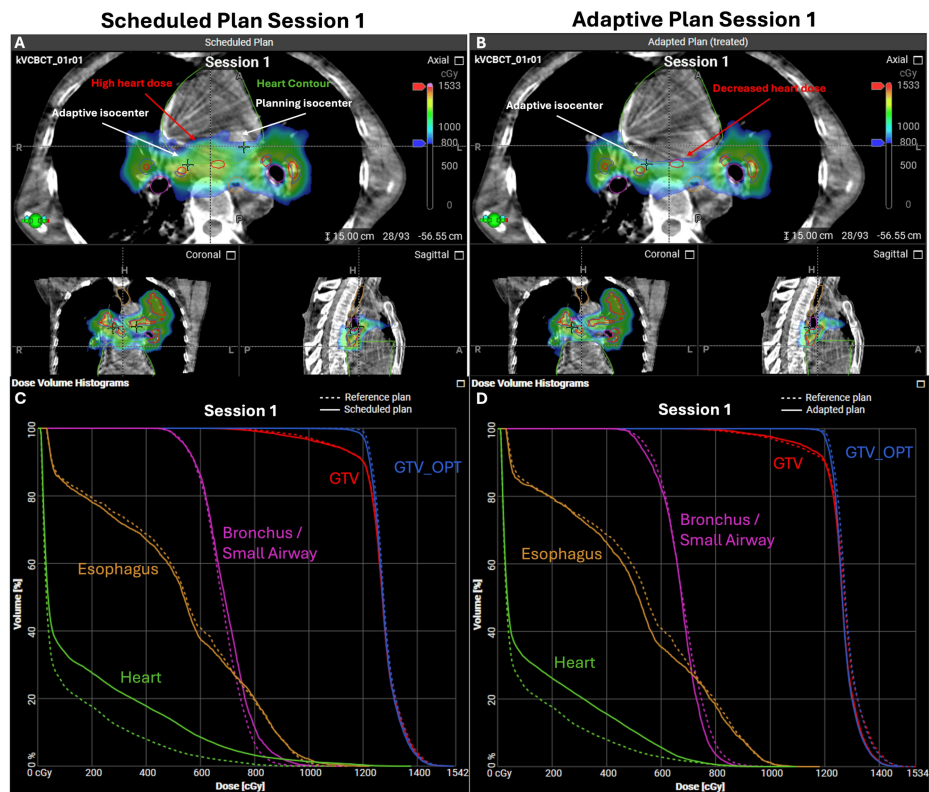 Scheduled Plan Session 1
Adaptive Plan Session 1
A
Scheduled Plan
kVCBCT_01r01
Session 1
Axial
A
cGy
1533
1000
800
500
0
High heart dose
Heart Contour
Adaptive isocenter
Planning isocenter
R
L
P
15.00 cm 28/93 -56.55 cm
B
Adapted Plan (treated)
kVCBCT_01r01
Session 1
Axial
A
cGy
1533
1000
800
500
0
Adaptive isocenter
Decreased heart dose
R
L
P
15.00 cm 28/93 -56.55 cm
Coronal
H
R
L
Sagittal
H
P
A
Coronal
H
R
L
Sagittal
H
P
A
Dose Volume Histograms
C
Session 1
Reference plan
Scheduled plan
GTV_OPT
GTV
Bronchus /
Small Airway
Esophagus
Heart
Volume [%]
100
80
60
40
20
0 %
0 cGy 200 400 600 800 1000 1200 1542
Dose [cGy]
Dose Volume Histograms
D
Session 1
Reference plan
Adapted plan
GTV_OPT
GTV
Bronchus /
Small Airway
Esophagus
Heart
Volume [%]
100
80
60
40
20
0 %
0 cGy 200 400 600 800 1000 1200 1400 1534
Dose [cGy]